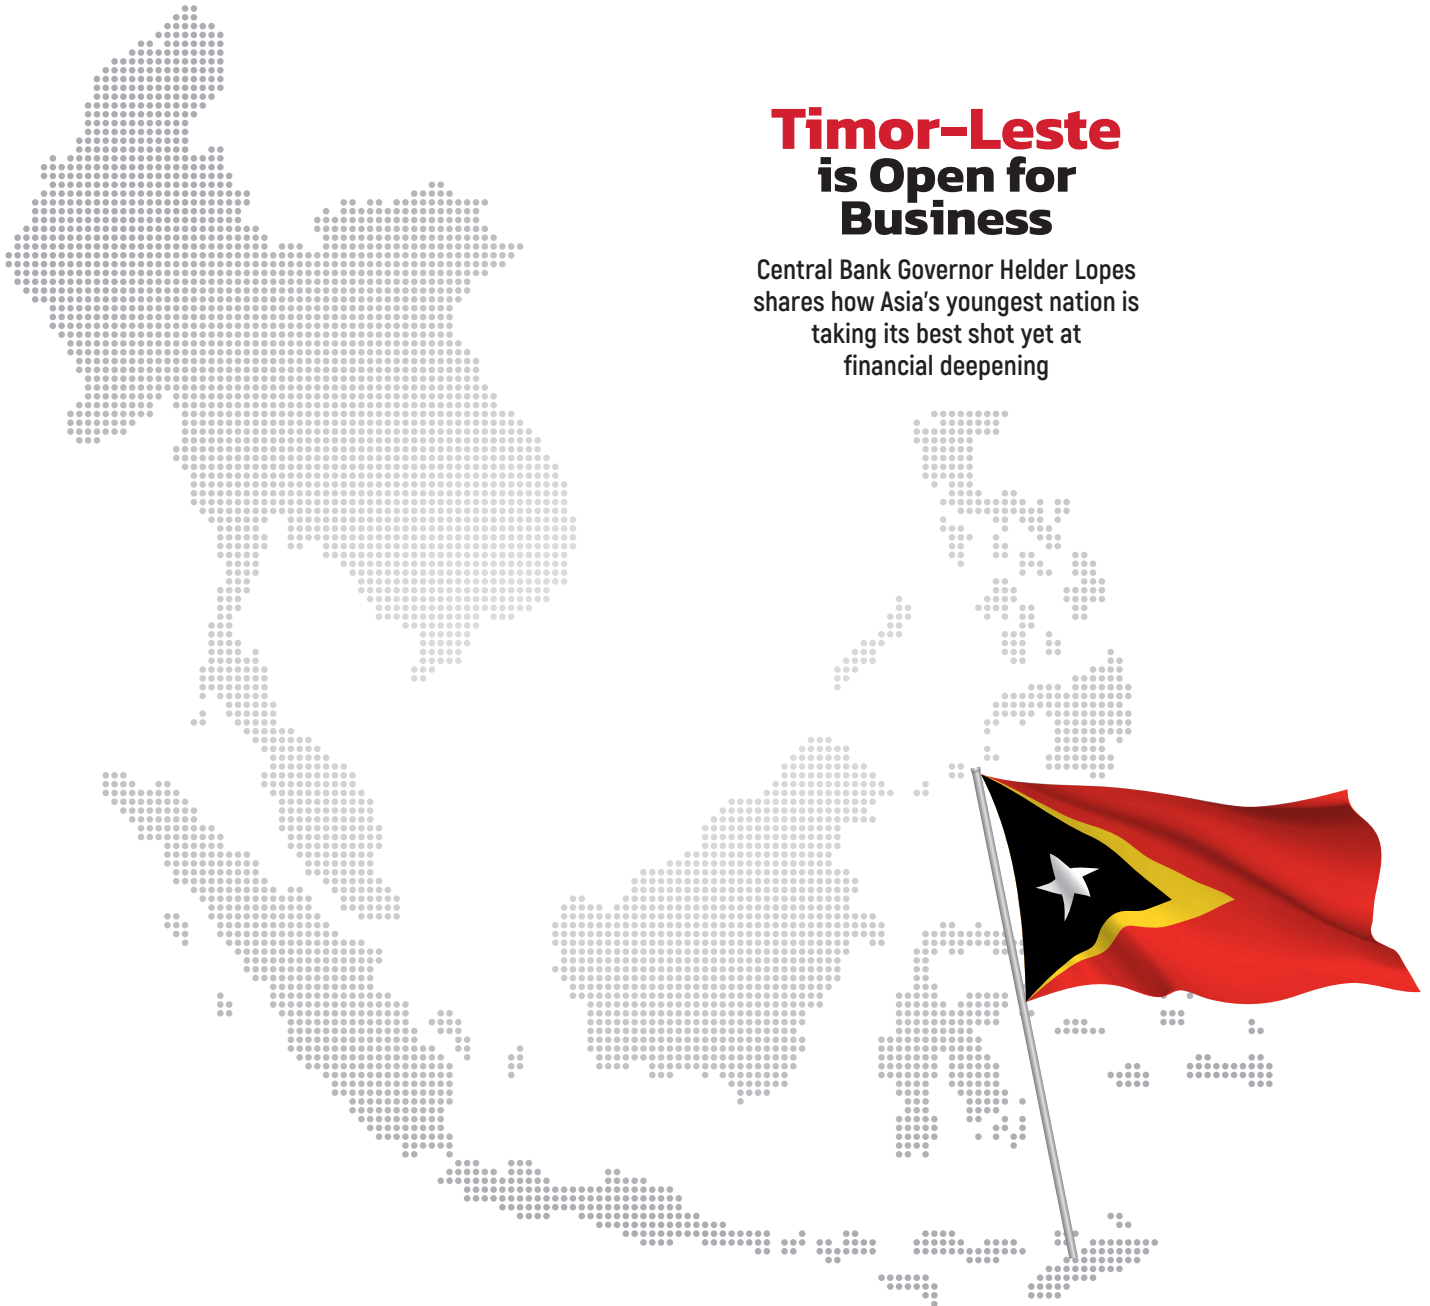 Timor-Leste
is Open for
Business
Central Bank Governor Helder Lopes
shares how Asia's youngest nation is
taking its best shot yet at
financial deepening